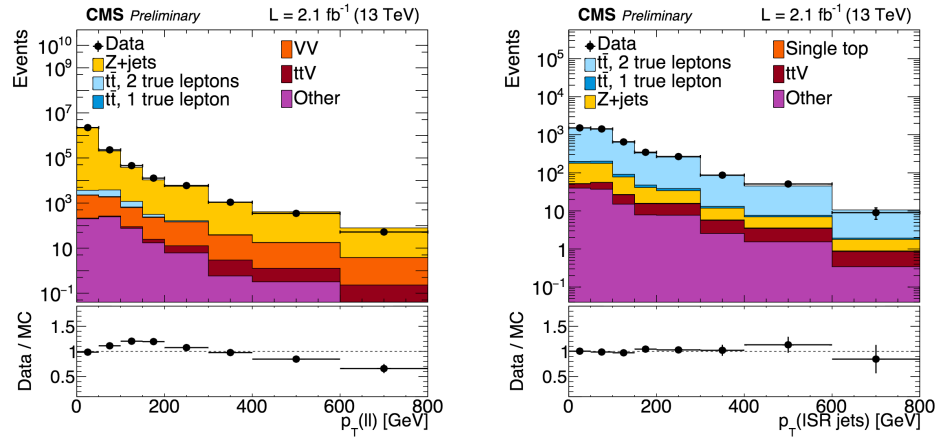 CMS Preliminary L = 2.1 fb⁻¹ (13 TeV)
Events
10¹⁰
10⁹
10⁷
10⁵
10³
10
10⁻¹
Data
Z+jets
tt̄, 2 true leptons
tt̄, 1 true lepton
VV
ttV
Other
Data / MC
1.5
1
0.5
0 200 400 600 800
p_T(ll) [GeV]
CMS Preliminary L = 2.1 fb⁻¹ (13 TeV)
Events
10⁵
10⁴
10³
10²
10
1
10⁻¹
Data
tt̄, 2 true leptons
tt̄, 1 true lepton
Z+jets
Single top
ttV
Other
Data / MC
1.5
1
0.5
0 200 400 600 800
p_T(ISR jets) [GeV]